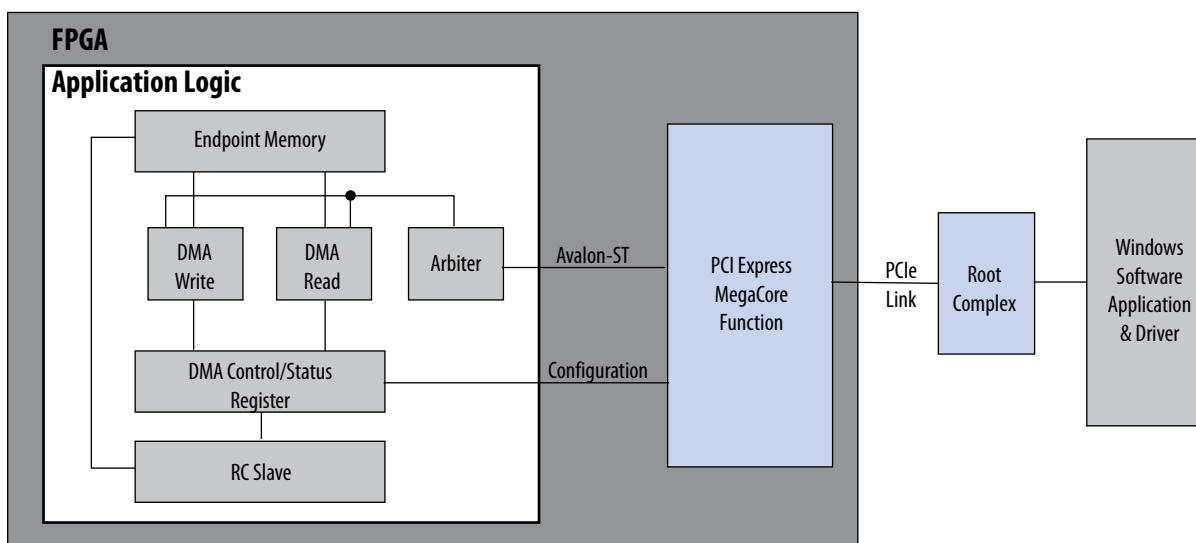 FPGA
Application Logic
Endpoint Memory
DMA
Write
DMA
Read
Arbiter
Avalon-ST
DMA Control/Status
Register
Configuration
RC Slave
PCI Express
MegaCore
Function
PCIe
Link
Root
Complex
Windows
Software
Application
& Driver